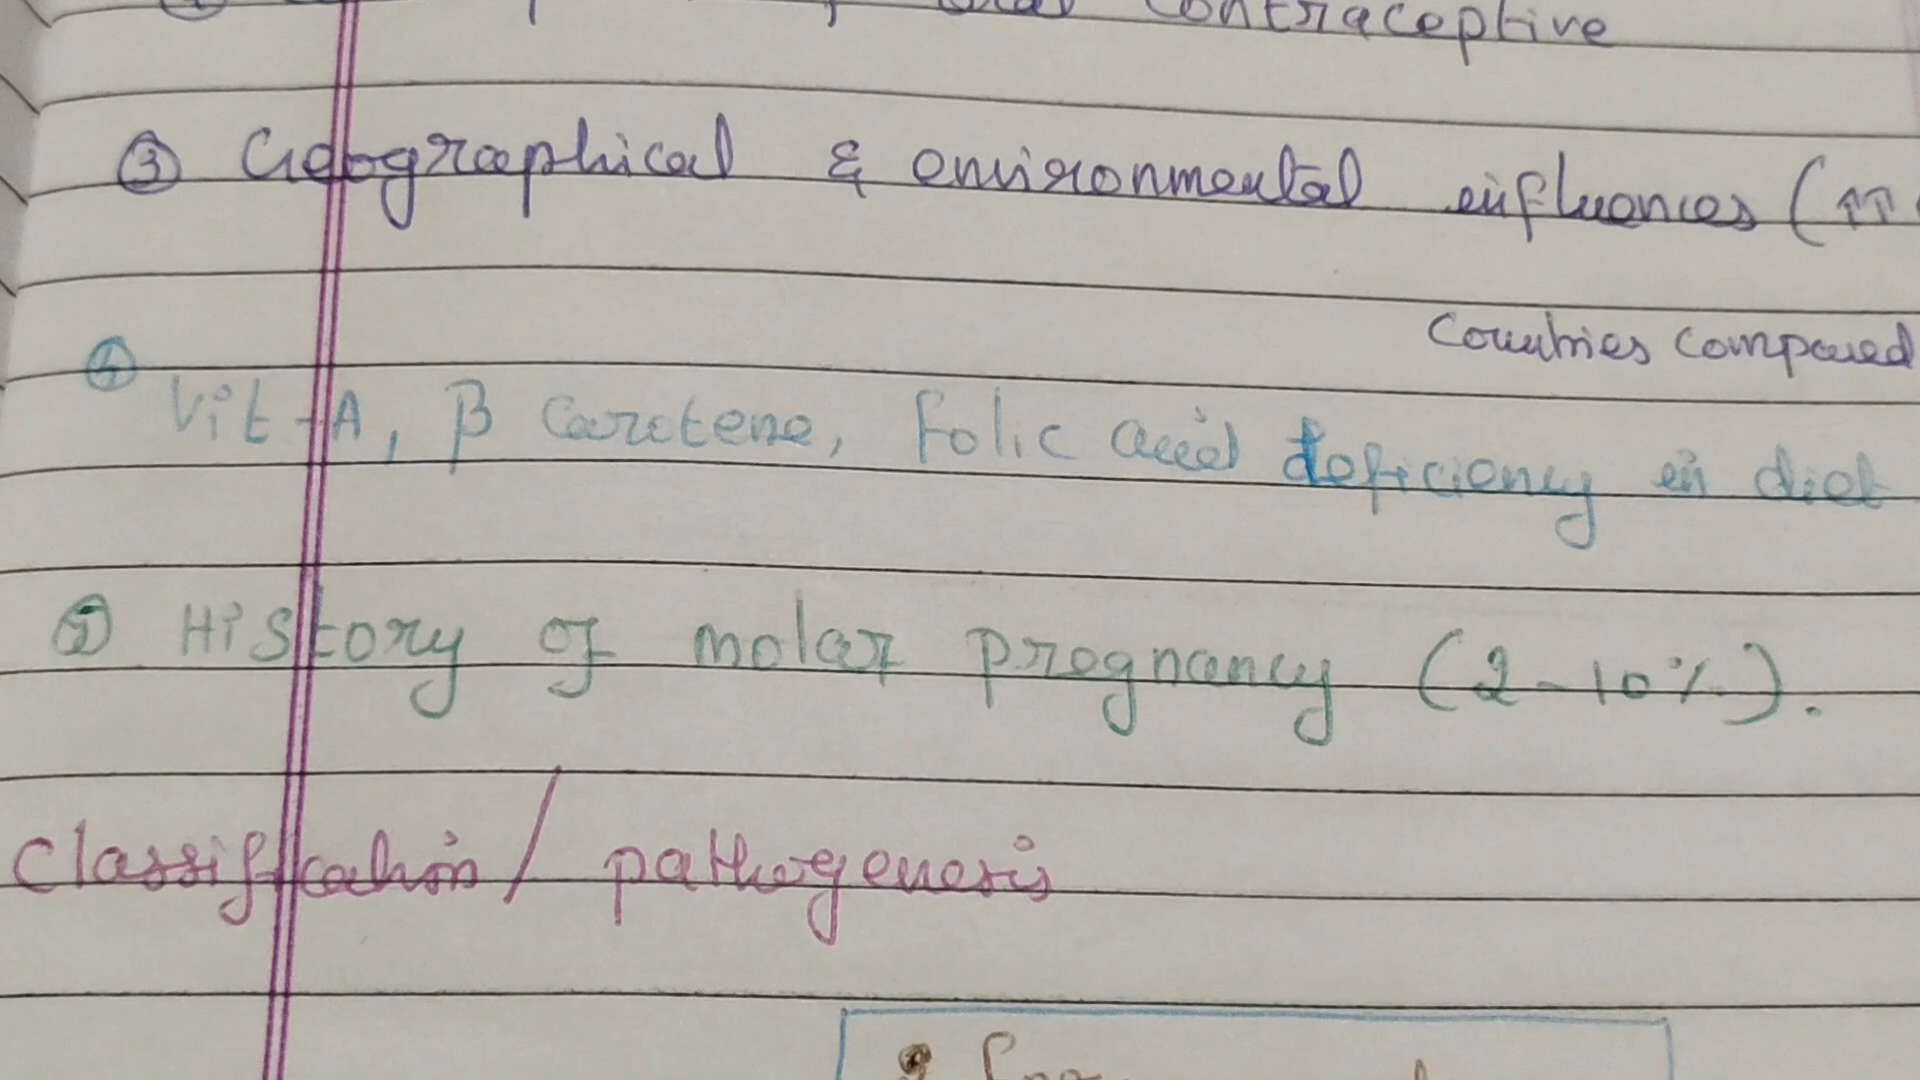 oral contraceptive
③ Geographical & environmental influences (↑↑
Countries compared
④ Vit-A, β carotene, Folic acid deficiency in diet
⑤ History of molar pregnancy (2-10%).
Classification/ pathogenesis